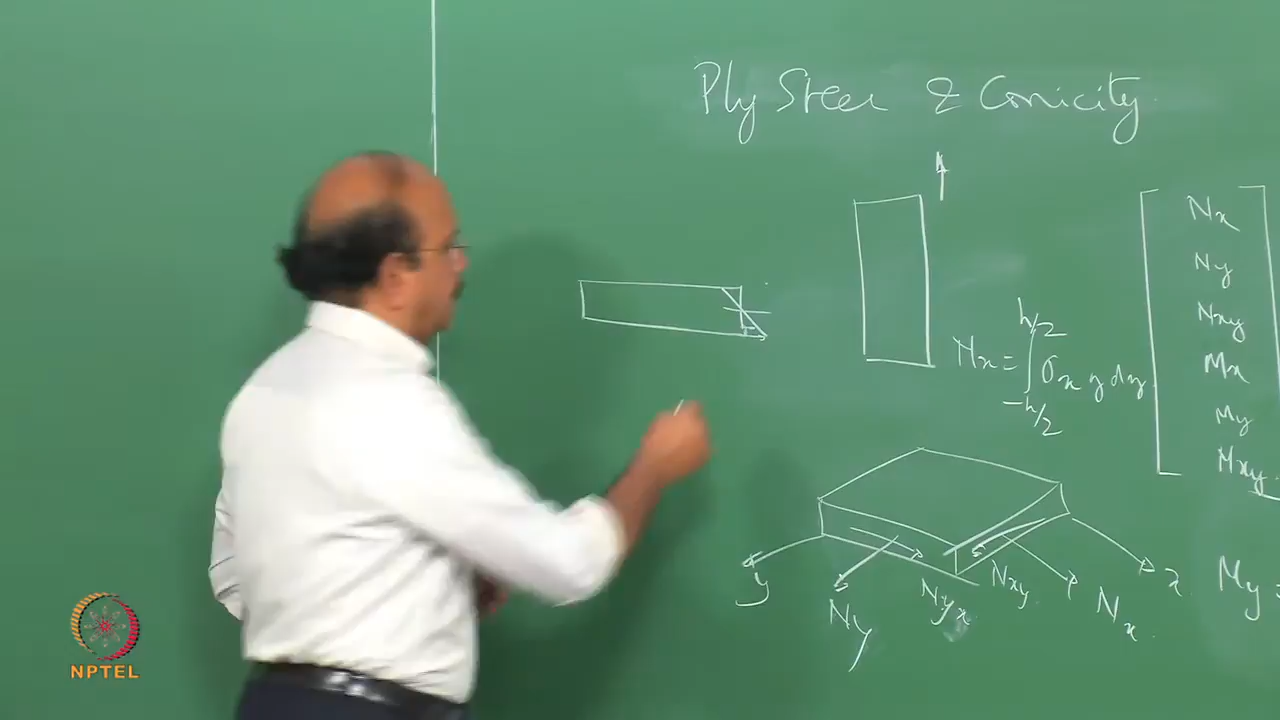 Ply Steer & Conicity
Nx
Ny
Nxy
Mx
My
Mxy
Mx = ∫ σx y dy
h/2
-h/2
y
Ny
Nyx
Nxy
Nx
x
My =
NPTEL